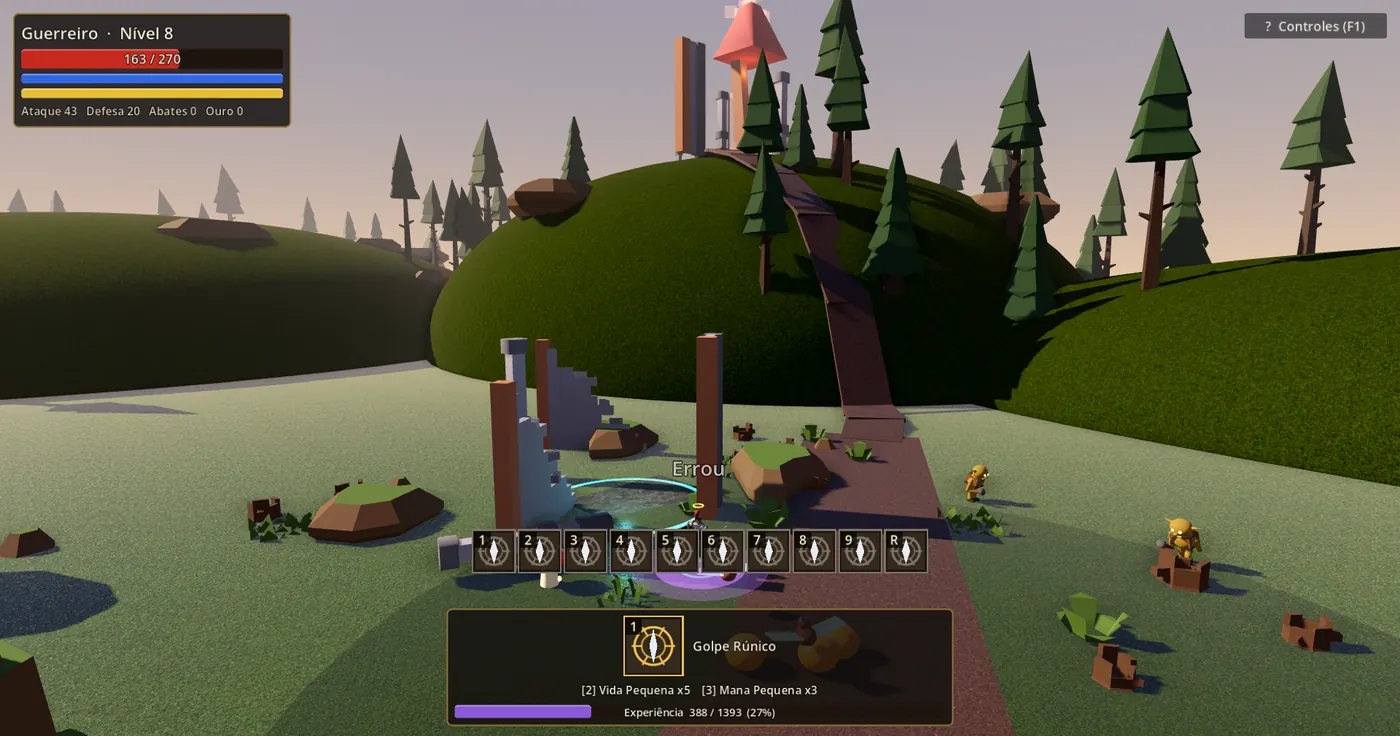 Guerreiro · Nível 8
163 / 270
Ataque 43 Defesa 20 Abates 0 Ouro 0
? Controles (F1)
Errou
1 2 3 4 5 6 7 8 9 R
1
Golpe Rúnico
[2] Vida Pequena x5 [3] Mana Pequena x3
Experiência 388 / 1393 (27%)